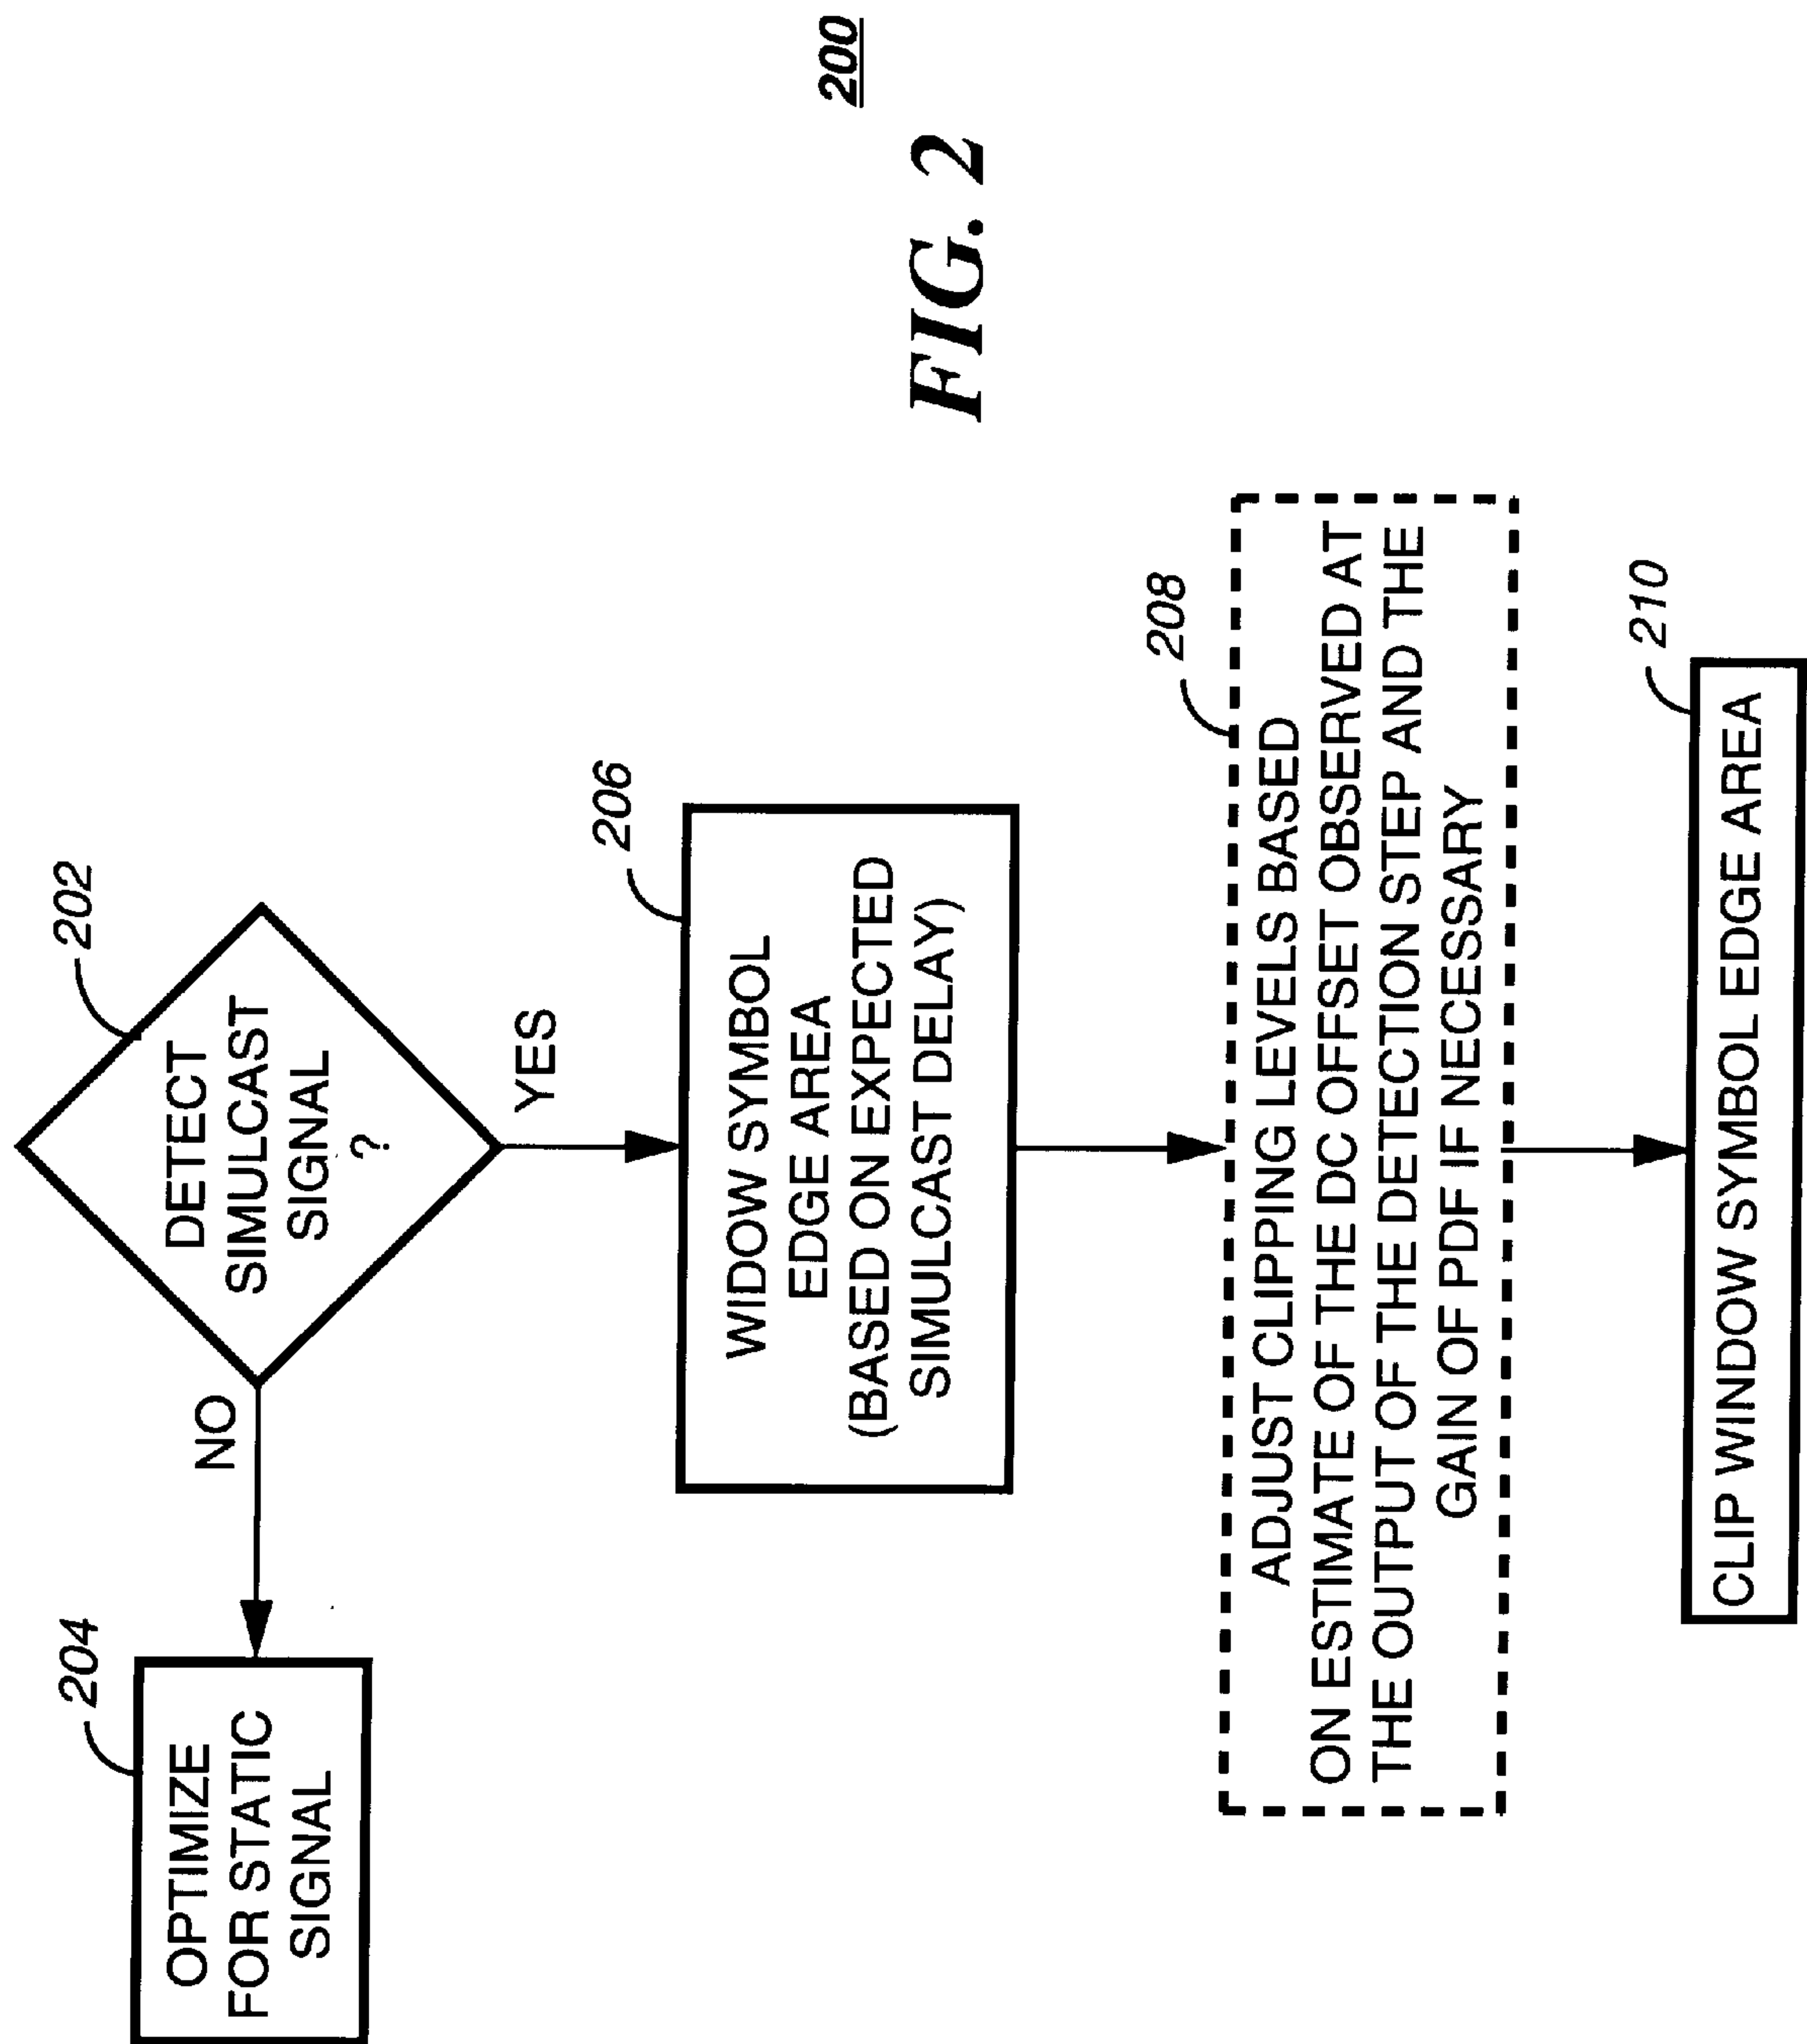 200
FIG. 2
202
DETECT
SIMULCAST
SIGNAL
?
NO
YES
204
OPTIMIZE
FOR STATIC
SIGNAL
206
WIDOW SYMBOL
EDGE AREA
(BASED ON EXPECTED
SIMULCAST DELAY)
208
ADJUST CLIPPING LEVELS BASED
ON ESTIMATE OF THE DC OFFSET OBSERVED AT
THE OUTPUT OF THE DETECTION STEP AND THE
GAIN OF PDF IF NECESSARY
210
CLIP WINDOW SYMBOL EDGE AREA